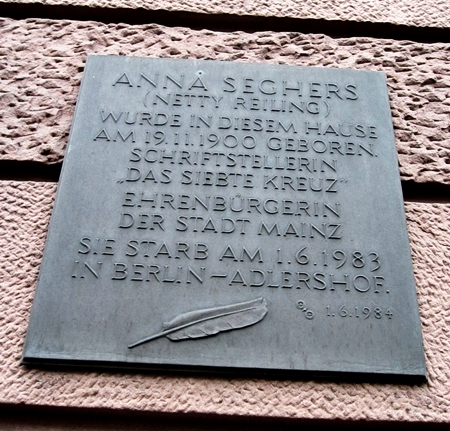 ANNA SEGHERS
(NETTY REILING)
WURDE IN DIESEM HAUSE
A.M. 19.11.1900 GEBOREN.
SCHRIFTSTELLERIN
„DAS SIEBTE KREUZ“
EHRENBÜRGERIN
DER STADT MAINZ
SIE STARB AM 1.6.1983
IN BERLIN–ADLERSHOF.
1.6.1984